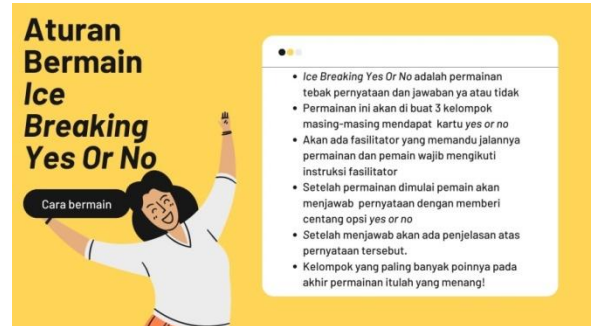 Aturan
Bermain
Ice
Breaking
Yes Or No
Cara bermain
• Ice Breaking Yes Or No adalah permainan
tebak pernyataan dan jawaban ya atau tidak
• Permainan ini akan di buat 3 kelompok
masing-masing mendapat kartu yes or no
• Akan ada fasilitator yang memandu jalannya
permainan dan pemain wajib mengikuti
instruksi fasilitator
• Setelah permainan dimulai pemain akan
menjawab pernyataan dengan memberi
centang opsi yes or no
• Setelah menjawab akan ada penjelasan atas
pernyataan tersebut.
• Kelompok yang paling banyak poinnya pada
akhir permainan itulah yang menang!